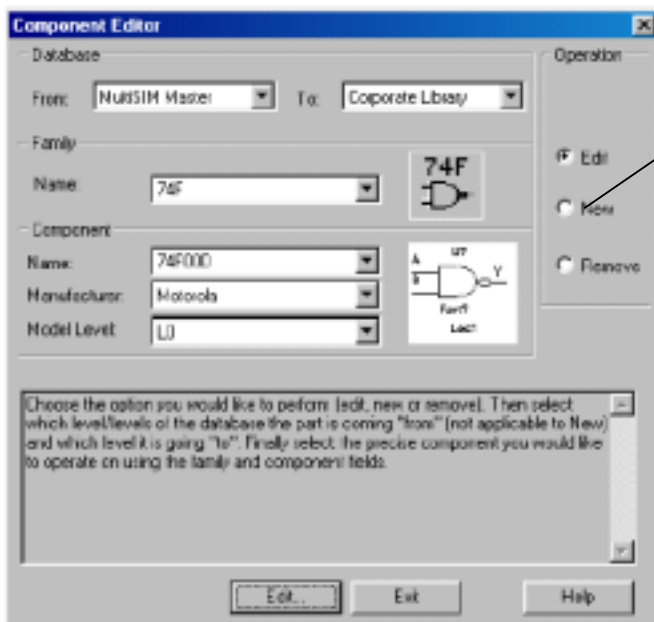 Component Editor
Database
Operation
From: MultiSIM Master To: Corporate Library
Family
Name: 74F
74F
Edit
New
Component
Name: 74F00D
Manufacturer: Motorola
Model Level: L0
A
B
Y
Remove
Choose the option you would like to perform (edit, new or remove). Then select
which level/levels of the database the part is coming "from" (not applicable to New)
and which level it is going "to". Finally select the precise component you would like
to operate on using the family and component fields.
Edit... Exit Help